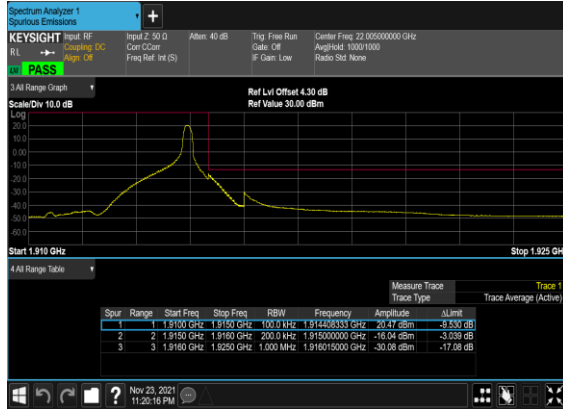 Spectrum Analyzer 1
Spurious Emissions
KEYSIGHT Input: RF Input Z: 50 Ω Atten: 40 dB Trig: Free Run Center Freq: 22.005000000 GHz
RL Coupling: DC Corr CCorr Gate: Off Avg|Hold: 1000/1000
Align: Off Freq Ref: Int (S) IF Gain: Low Radio Std: None
LXI PASS
3 All Range Graph
Scale/Div 10.0 dB
Ref Lvl Offset 4.30 dB
Ref Value 30.00 dBm
Log
20.0
10.0
0.00
-10.0
-20.0
-30.0
-40.0
-50.0
-60.0
Start 1.910 GHz Stop 1.925 GH
4 All Range Table
Measure Trace Trace 1
Trace Type Trace Average (Active)
Spur Range Start Freq Stop Freq RBW Frequency Amplitude ΔLimit
1 1 1.9100 GHz 1.9150 GHz 100.0 kHz 1.914408333 GHz 20.47 dBm -9.530 dB
2 2 1.9150 GHz 1.9160 GHz 200.0 kHz 1.915000000 GHz -16.04 dBm -3.039 dB
3 3 1.9160 GHz 1.9250 GHz 1.000 MHz 1.916015000 GHz -30.08 dBm -17.08 dB
Nov 23, 2021
11:20:16 PM